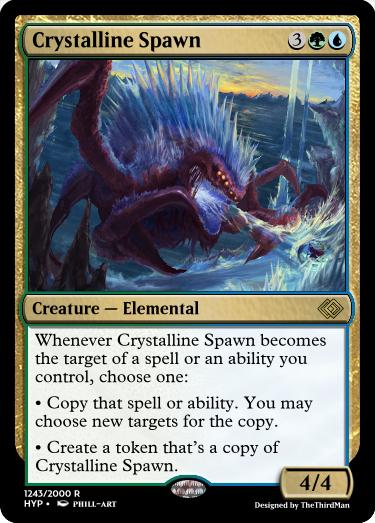 Crystalline Spawn 3
Creature — Elemental
Whenever Crystalline Spawn becomes
the target of a spell or an ability you
control, choose one:
• Copy that spell or ability. You may
choose new targets for the copy.
• Create a token that's a copy of
Crystalline Spawn.
4/4
1243/2000 R
HYP • PHILL-ART
Designed by TheThirdMan